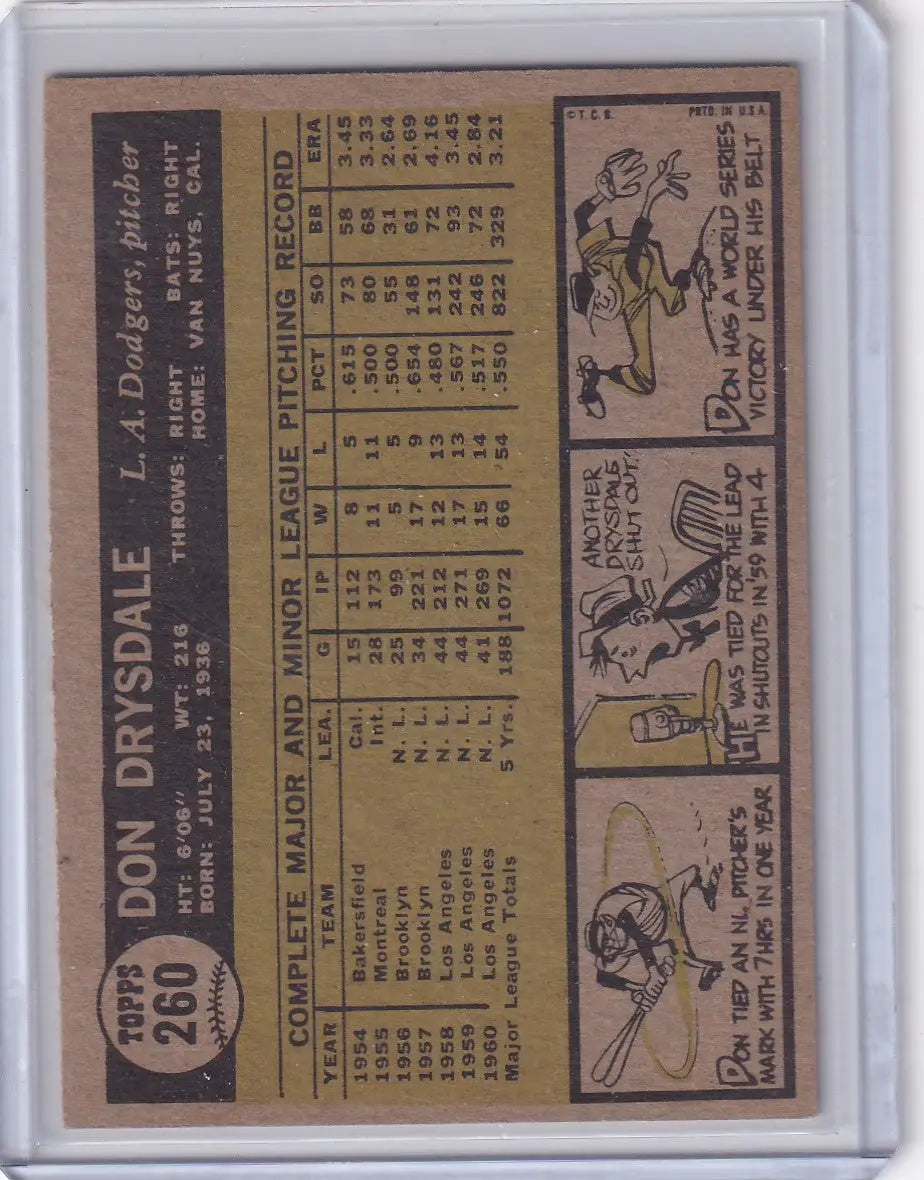 TOPPS
260
DON DRYSDALE · L. A. Dodgers, pitcher
HT: 6'06" WT: 216 THROWS: RIGHT BATS: RIGHT
BORN: JULY 23, 1936 HOME: VAN NUYS, CAL.
COMPLETE MAJOR AND MINOR LEAGUE PITCHING RECORD
YEAR TEAM LEA. G IP W L PCT SO BB ERA
1954 Bakersfield Cal. 15 112 8 5 .615 73 58 3.45
1955 Montreal Int. 28 173 11 11 .500 80 68 3.33
1956 Brooklyn N. L. 25 99 5 5 .500 55 31 2.64
1957 Brooklyn N. L. 34 221 17 9 .654 148 61 2.69
1958 Los Angeles N. L. 44 212 12 13 .480 131 72 4.16
1959 Los Angeles N. L. 44 271 17 13 .567 242 93 3.45
1960 Los Angeles N. L. 41 269 15 14 .517 246 72 2.84
Major League Totals 5 Yrs. 188 1072 66 54 .550 822 329 3.21
DON TIED AN N.L. PITCHER'S
MARK WITH 7 HRS IN ONE YEAR
ANOTHER
DRYSDALE
SHUT OUT!
HE WAS TIED FOR THE LEAD
IN SHUTOUTS IN '59 WITH 4
© T. C. G. PRTD. IN U.S.A.
DON HAS A WORLD SERIES
VICTORY UNDER HIS BELT